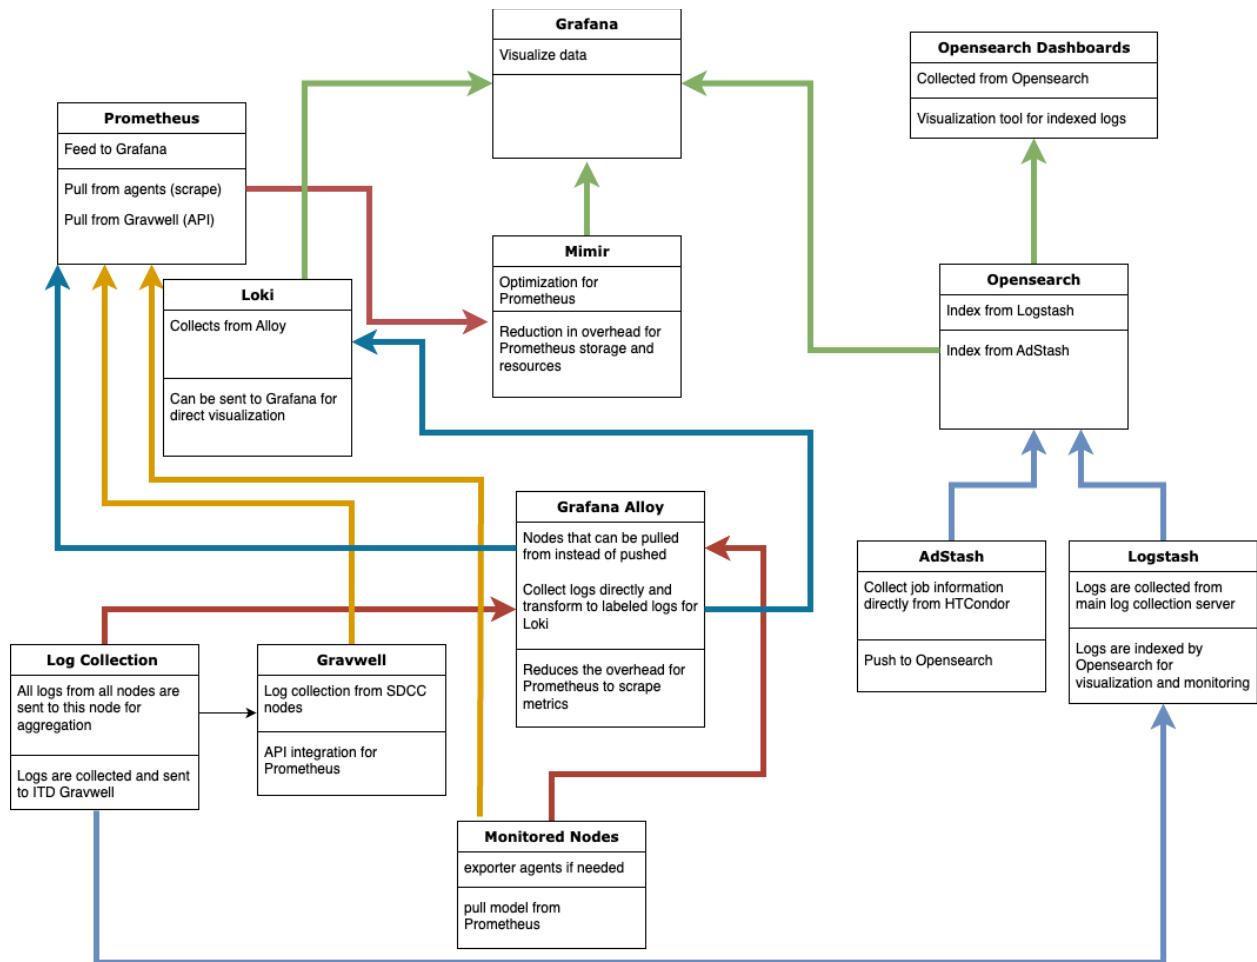 Grafana
Visualize data
Opensearch Dashboards
Collected from Opensearch
Visualization tool for indexed logs
Prometheus
Feed to Grafana
Pull from agents (scrape)
Pull from Gravwell (API)
Mimir
Optimization for
Prometheus
Reduction in overhead for
Prometheus storage and
resources
Loki
Collects from Alloy
Can be sent to Grafana for
direct visualization
Opensearch
Index from Logstash
Index from AdStash
Grafana Alloy
Nodes that can be pulled
from instead of pushed
Collect logs directly and
transform to labeled logs for
Loki
Reduces the overhead for
Prometheus to scrape
metrics
AdStash
Collect job information
directly from HTCondor
Push to Opensearch
Logstash
Logs are collected from
main log collection server
Logs are indexed by
Opensearch for
visualization and monitoring
Log Collection
All logs from all nodes are
sent to this node for
aggregation
Logs are collected and sent
to ITD Gravwell
Gravwell
Log collection from SDCC
nodes
API integration for
Prometheus
Monitored Nodes
exporter agents if needed
pull model from
Prometheus